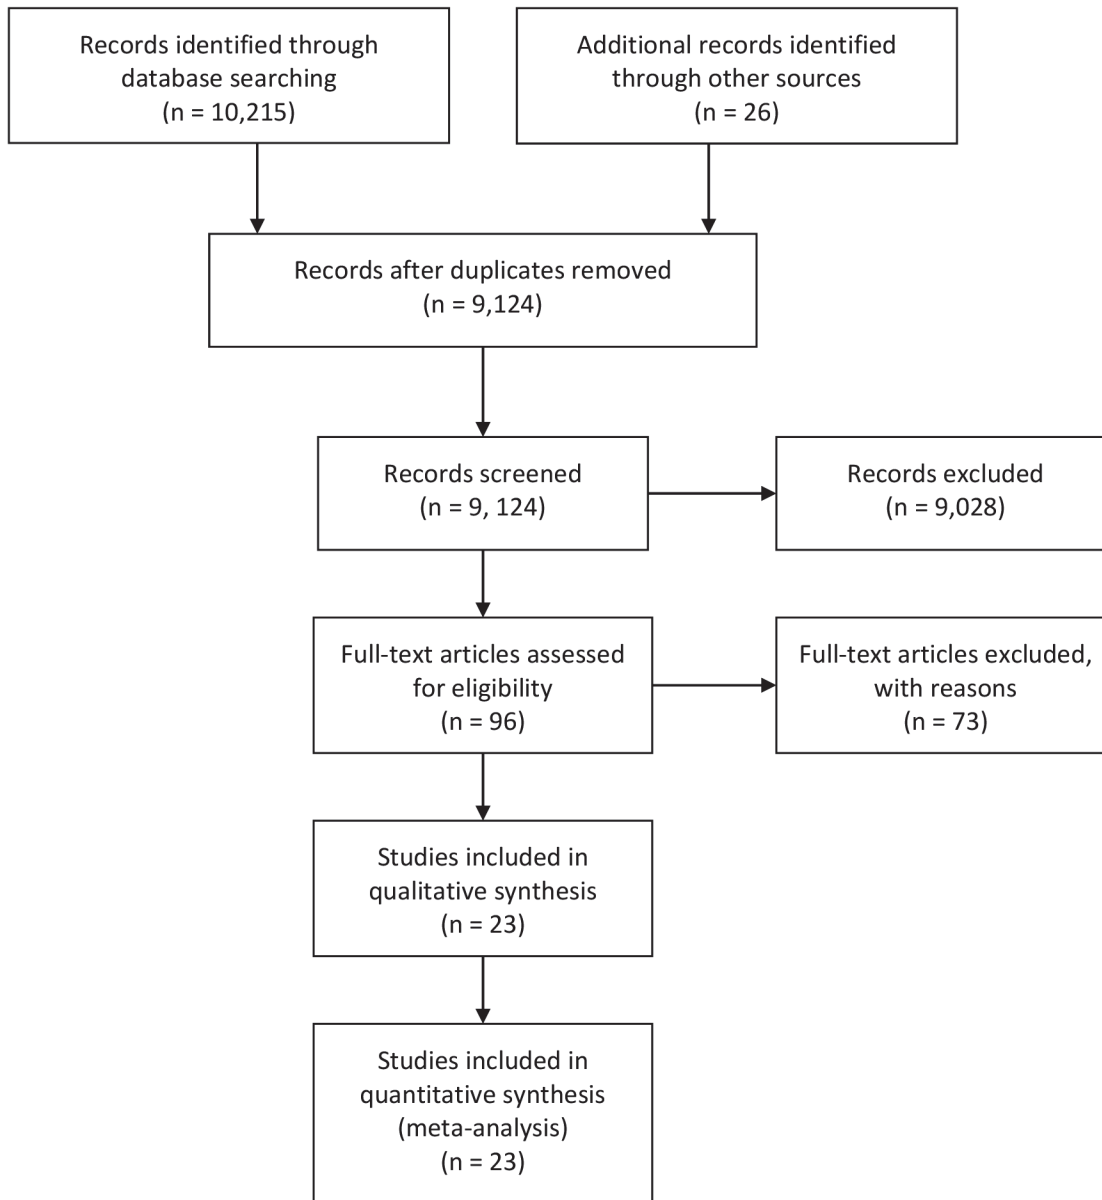 Records identified through
database searching
(n = 10,215)
Additional records identified
through other sources
(n = 26)
Records after duplicates removed
(n = 9,124)
Records screened
(n = 9, 124)
Records excluded
(n = 9,028)
Full-text articles assessed
for eligibility
(n = 96)
Full-text articles excluded,
with reasons
(n = 73)
Studies included in
qualitative synthesis
(n = 23)
Studies included in
quantitative synthesis
(meta-analysis)
(n = 23)